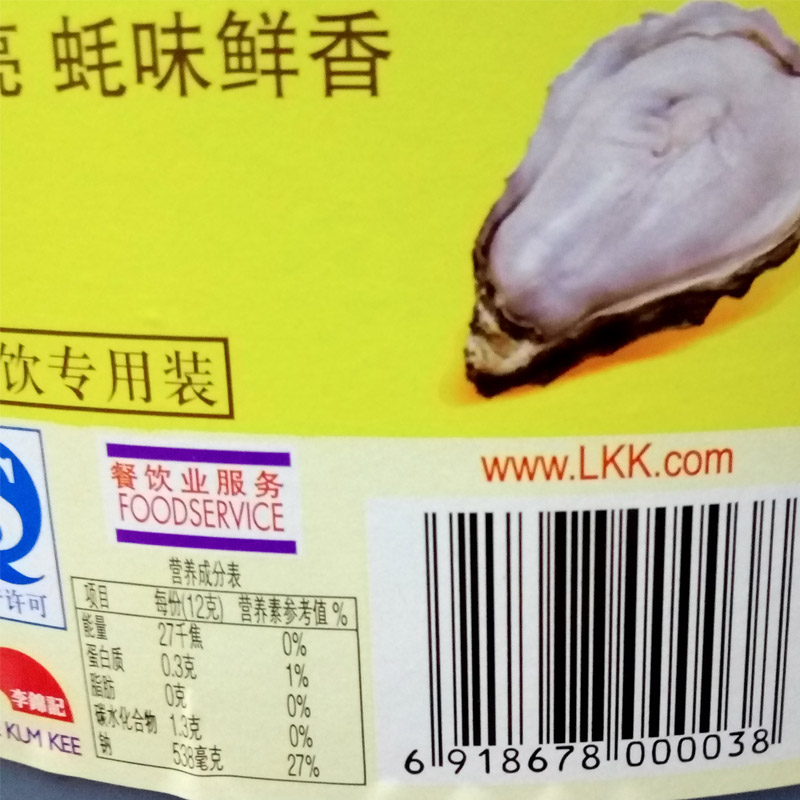 亮 蚝味鲜香
饮专用装
www.LKK.com
餐饮业服务
FOODSERVICE
许可
营养成分表
项目 每份(12克) 营养素参考值 %
能量 27千焦 0%
蛋白质 0.3克 1%
脂肪 0克 0%
碳水化合物 1.3克 0%
钠 538毫克 27%
李錦記
KUM KEE
6 918678 000038